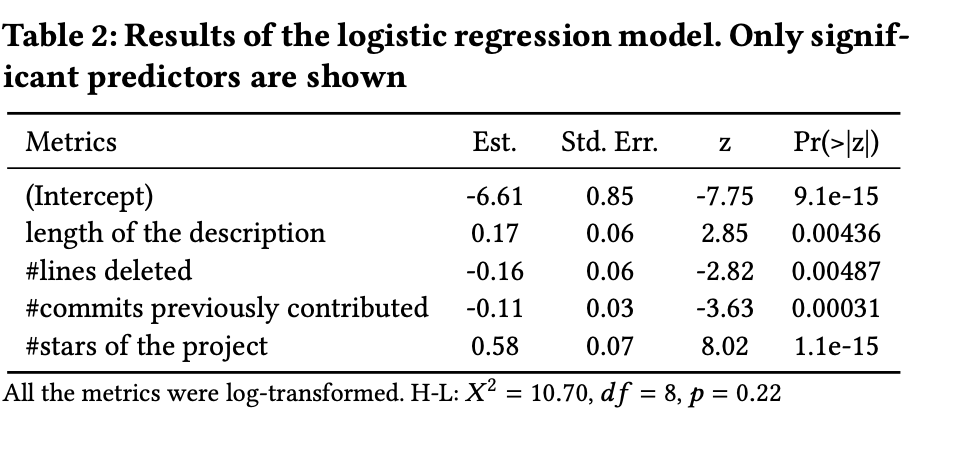 Table 2: Results of the logistic regression model. Only signif-
icant predictors are shown
Metrics Est. Std. Err. z Pr(>|z|)
(Intercept) -6.61 0.85 -7.75 9.1e-15
length of the description 0.17 0.06 2.85 0.00436
#lines deleted -0.16 0.06 -2.82 0.00487
#commits previously contributed -0.11 0.03 -3.63 0.00031
#stars of the project 0.58 0.07 8.02 1.1e-15
All the metrics were log-transformed. H-L: X² = 10.70, df = 8, p = 0.22